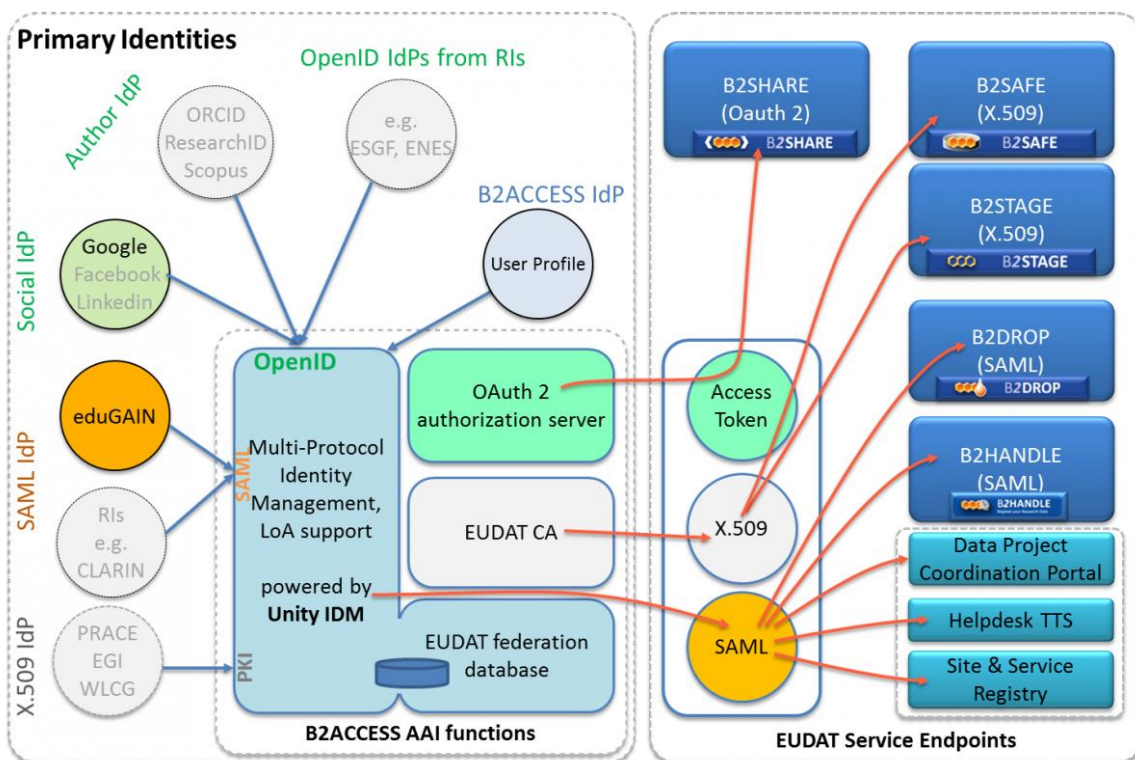 Primary Identities
Author IdP
OpenID IdPs from RIs
ORCID
ResearchID
Scopus
e.g.
ESGF, ENES
B2ACCESS IdP
Social IdP
Google
Facebook
Linkedin
User Profile
SAML IdP
eduGAIN
RIs
e.g.
CLARIN
X.509 IdP
PRACE
EGI
WLCG
OpenID
SAML
PKI
Multi-Protocol
Identity
Management,
LoA support
powered by
Unity IDM
OAuth 2
authorization server
EUDAT CA
EUDAT federation
database
B2ACCESS AAI functions
B2SHARE
(Oauth 2)
B2SHARE
B2SAFE
(X.509)
B2SAFE
B2STAGE
(X.509)
B2STAGE
B2DROP
(SAML)
B2DROP
B2HANDLE
(SAML)
B2HANDLE
Register your Research Data
Access
Token
X.509
SAML
Data Project
Coordination Portal
Helpdesk TTS
Site & Service
Registry
EUDAT Service Endpoints